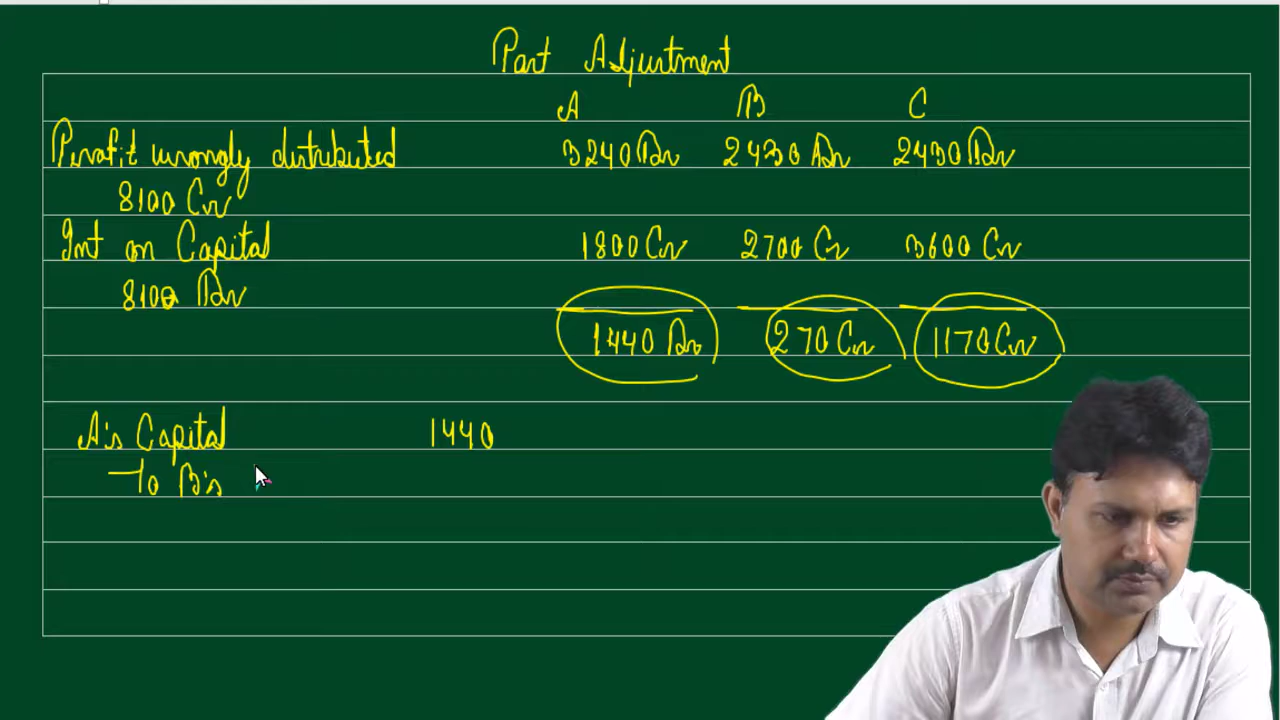 Past Adjustment
A B C
Profit wrongly distributed 3240 Dr 2430 Dr 2430 Dr
8100 Cr
Int on Capital 1800 Cr 2700 Cr 3600 Cr
8100 Dr
1440 Dr 270 Cr 1170 Cr
A's Capital 1440
To B's